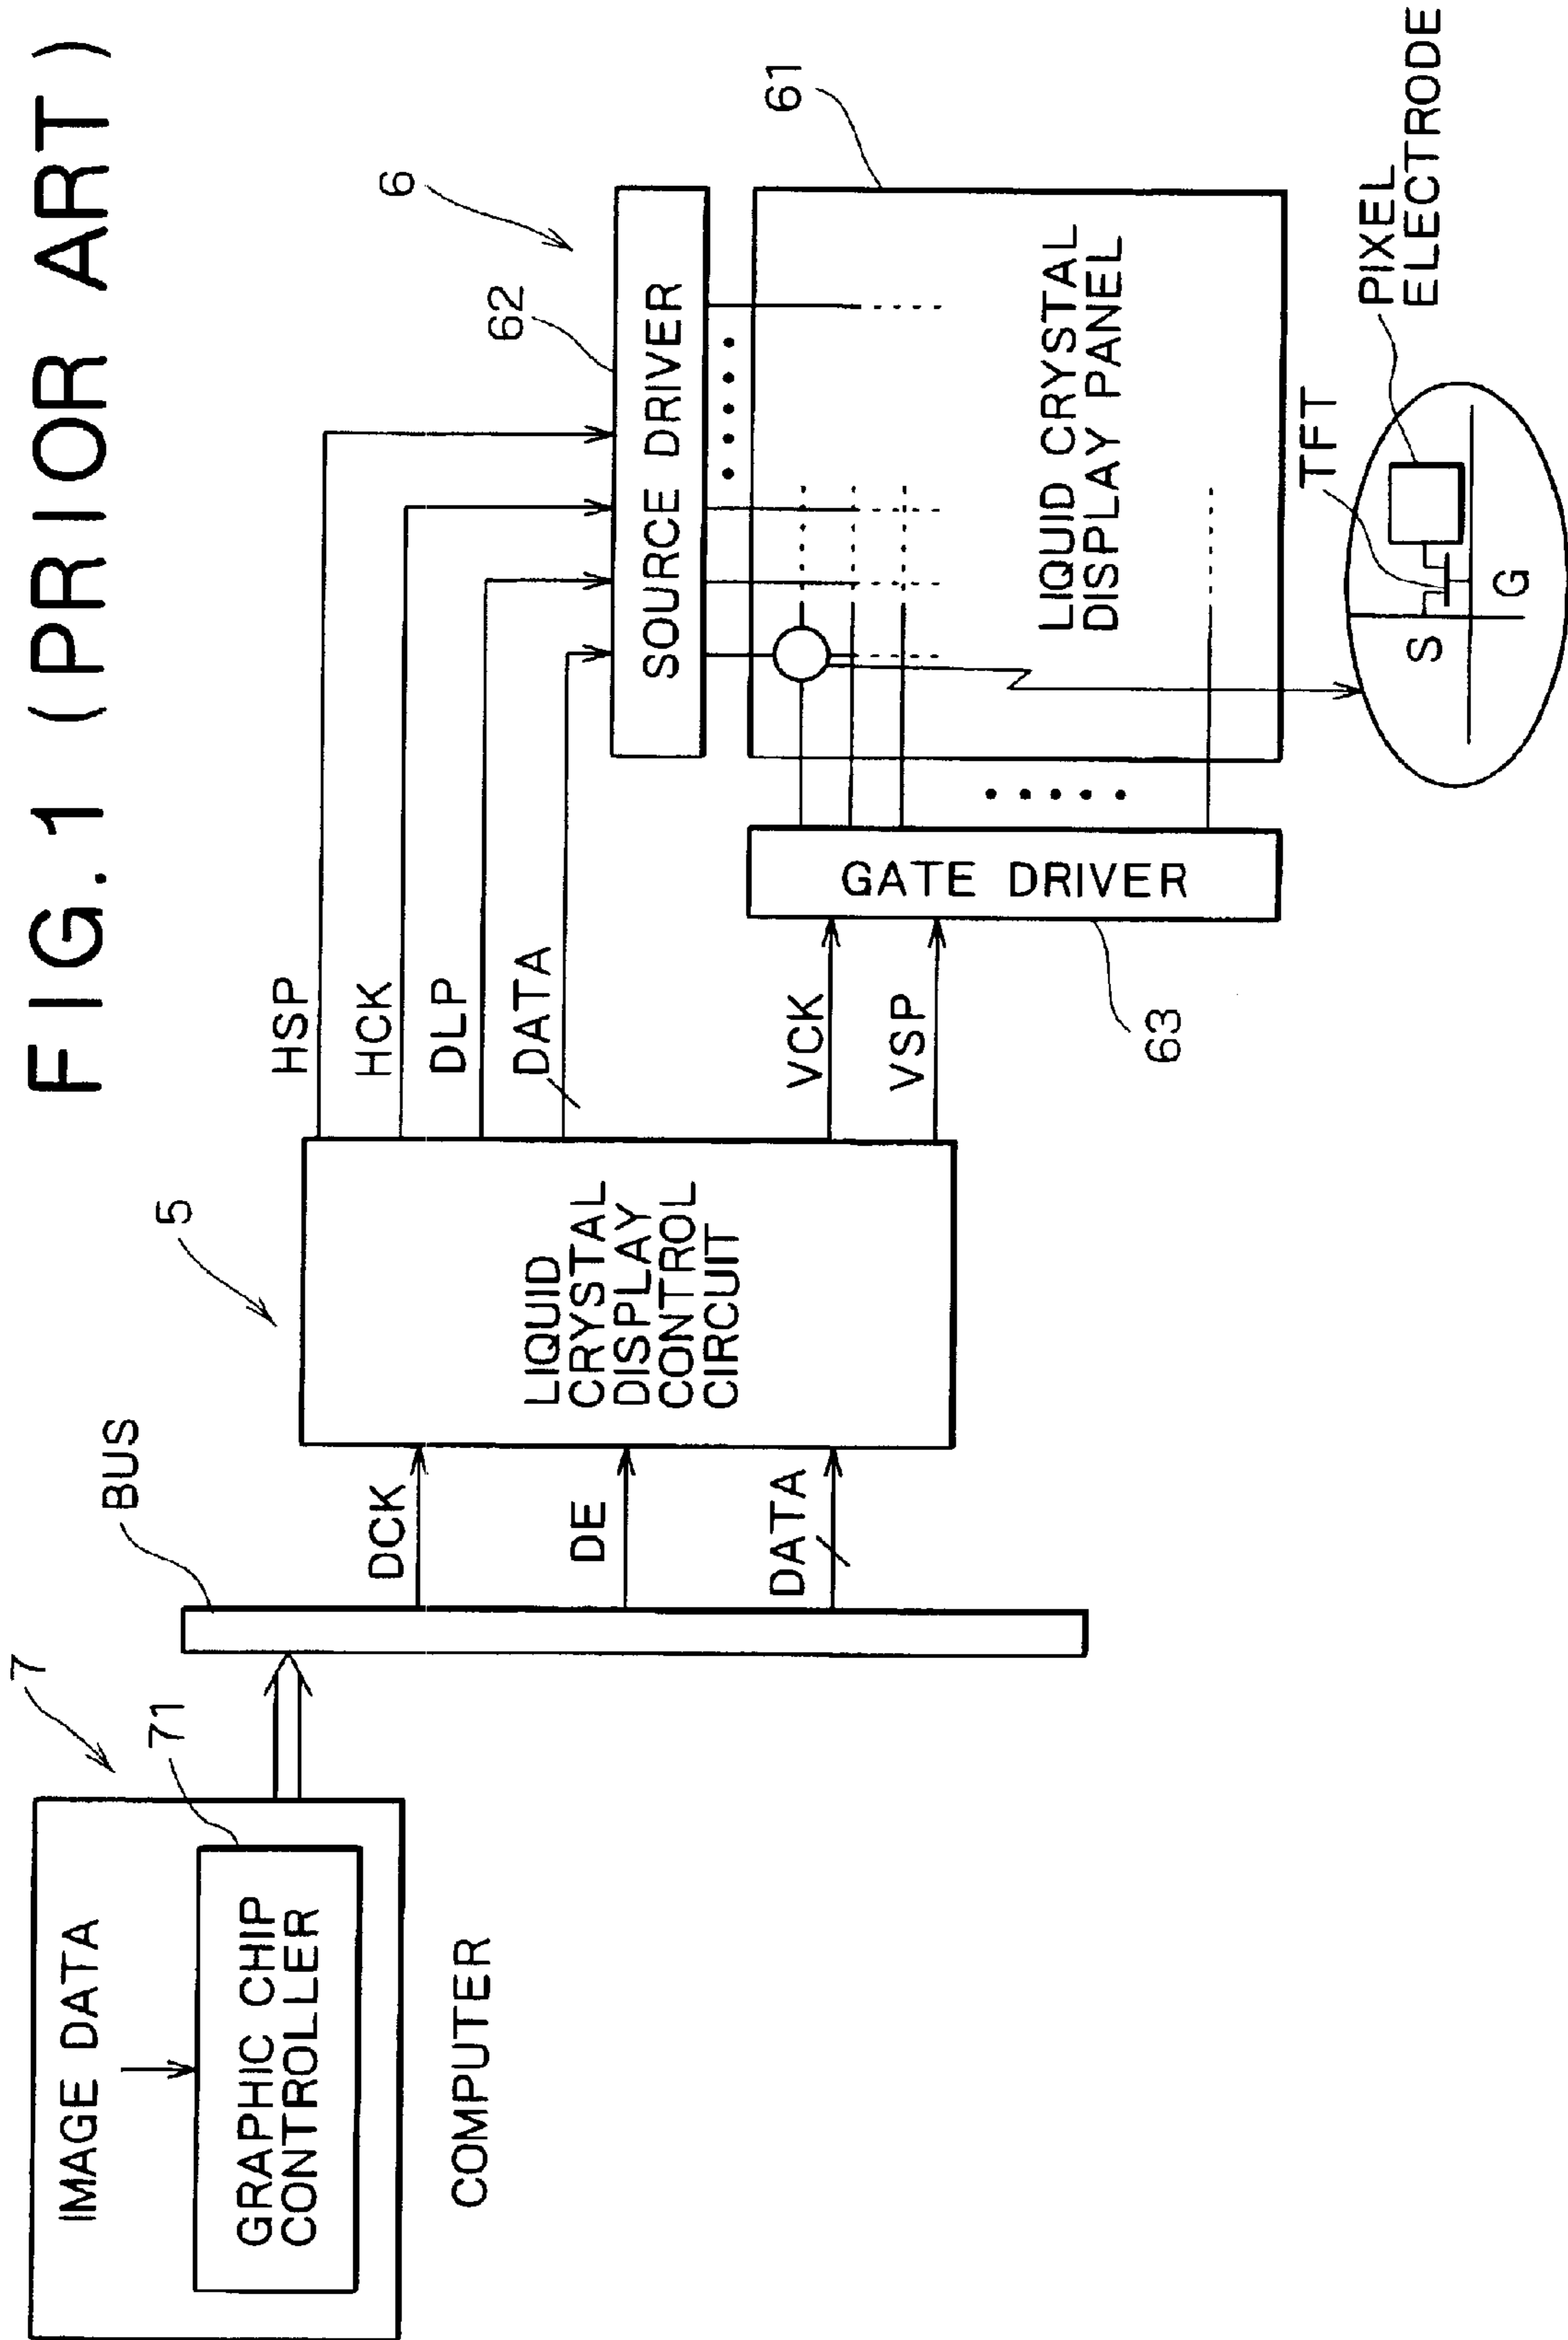 FIG. 1 (PRIOR ART)
7
IMAGE DATA
71
GRAPHIC CHIP
CONTROLLER
COMPUTER
BUS
DCK
DE
DATA
5
LIQUID
CRYSTAL
DISPLAY
CONTROL
CIRCUIT
HSP
HCK
DLP
DATA
VCK
VSP
6
62
SOURCE DRIVER
GATE DRIVER
63
61
LIQUID CRYSTAL
DISPLAY PANEL
TFT
PIXEL
ELECTRODE
S
G